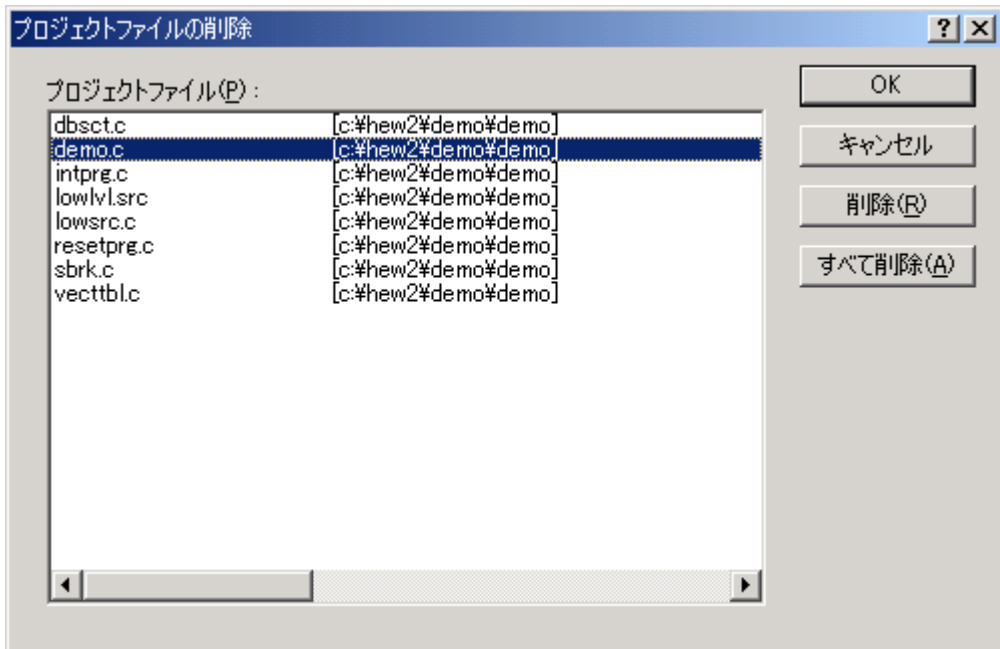 プロジェクトファイルの削除
プロジェクトファイル(P):
dbsct.c [c:¥hew2¥demo¥demo]
demo.c [c:¥hew2¥demo¥demo]
intprg.c [c:¥hew2¥demo¥demo]
lowlvl.src [c:¥hew2¥demo¥demo]
lowsrc.c [c:¥hew2¥demo¥demo]
resetprg.c [c:¥hew2¥demo¥demo]
sbrk.c [c:¥hew2¥demo¥demo]
vecttbl.c [c:¥hew2¥demo¥demo]
OK
キャンセル
削除(R)
すべて削除(A)